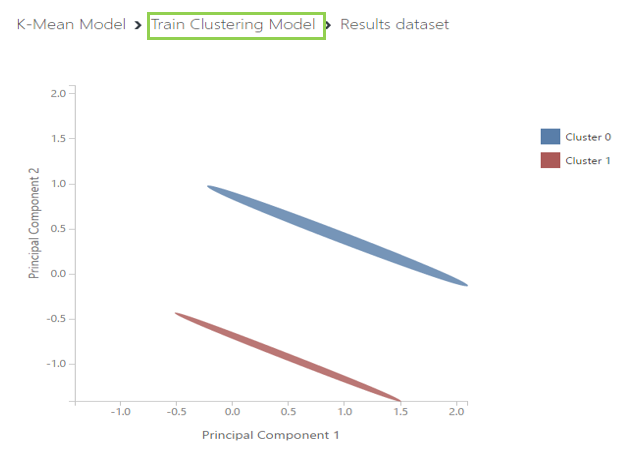 K-Mean Model › Train Clustering Model › Results dataset
2.0
1.5
1.0
0.5
0.0
-0.5
-1.0
Principal Component 2
-1.0 -0.5 0.0 0.5 1.0 1.5 2.0
Principal Component 1
Cluster 0
Cluster 1